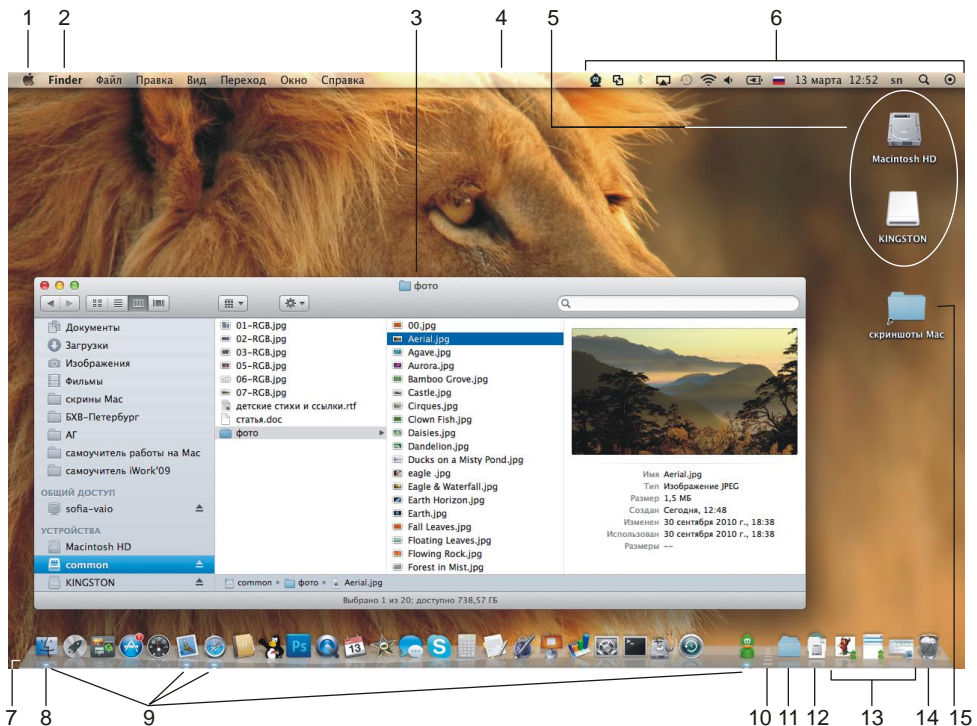 1 2 3 4 5 6
Finder Файл Правка Вид Переход Окно Справка 13 марта 12:52 sn
Macintosh HD
KINGSTON
скриншоты Mac
фото
Документы
Загрузки
Изображения
Фильмы
скрины Mac
БХВ-Петербург
АГ
самоучитель работы на Mac
самоучитель iWork'09
ОБЩИЙ ДОСТУП
sofia-vaio
УСТРОЙСТВА
Macintosh HD
common
KINGSTON
01-RGB.jpg
02-RGB.jpg
03-RGB.jpg
05-RGB.jpg
06-RGB.jpg
07-RGB.jpg
детские стихи и ссылки.rtf
статья.doc
фото
00.jpg
Aerial.jpg
Agave.jpg
Aurora.jpg
Bamboo Grove.jpg
Castle.jpg
Cirques.jpg
Clown Fish.jpg
Daisies.jpg
Dandelion.jpg
Ducks on a Misty Pond.jpg
eagle .jpg
Eagle & Waterfall.jpg
Earth Horizon.jpg
Earth.jpg
Fall Leaves.jpg
Floating Leaves.jpg
Flowing Rock.jpg
Forest in Mist.jpg
Имя Aerial.jpg
Тип Изображение JPEG
Размер 1,5 МБ
Создан Сегодня, 12:48
Изменен 30 сентября 2010 г., 18:38
Использован 30 сентября 2010 г., 18:38
Размеры --
common ▸ фото ▸ Aerial.jpg
Выбрано 1 из 20; доступно 738,57 ГБ
Ps 13 S
7 8 9 10 11 12 13 14 15